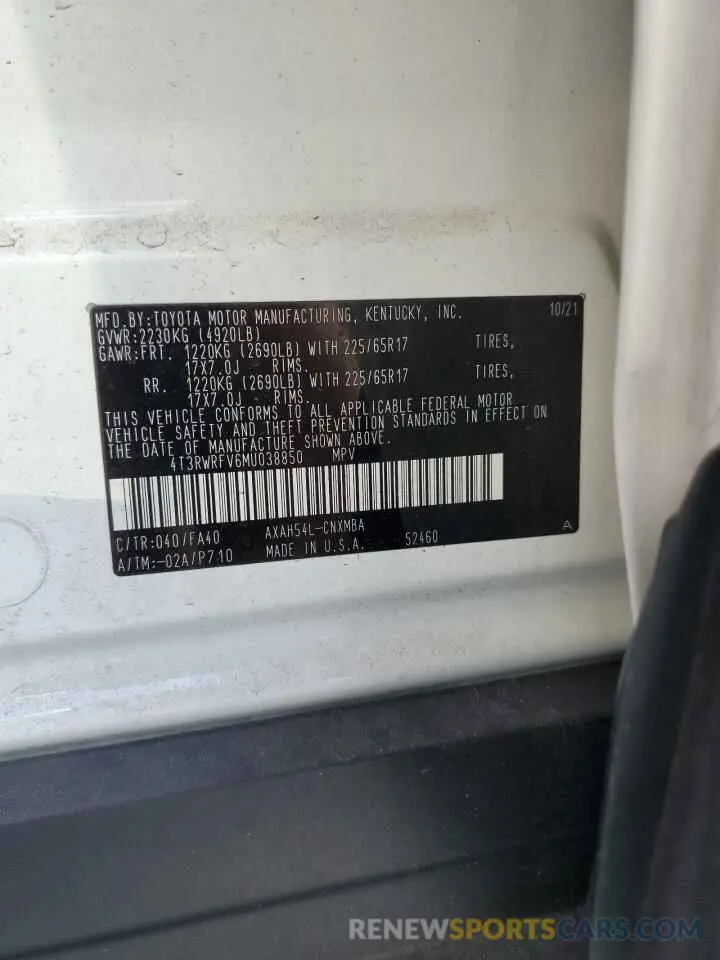 MFD.BY:TOYOTA MOTOR MANUFACTURING, KENTUCKY, INC. 10/21
GVWR:2230KG (4920LB)
GAWR:FRT. 1220KG (2690LB) WITH 225/65R17 TIRES,
17X7.0J RIMS.
RR. 1220KG (2690LB) WITH 225/65R17 TIRES,
17X7.0J RIMS.
THIS VEHICLE CONFORMS TO ALL APPLICABLE FEDERAL MOTOR
VEHICLE SAFETY AND THEFT PREVENTION STANDARDS IN EFFECT ON
THE DATE OF MANUFACTURE SHOWN ABOVE.
4T3RWRFV6MU038850 MPV
C/TR:040/FA40 AXAH54L-CNXMBA A
A/TM:-02A/P710 MADE IN U.S.A. 52460
RENEWSPORTSCARS.COM